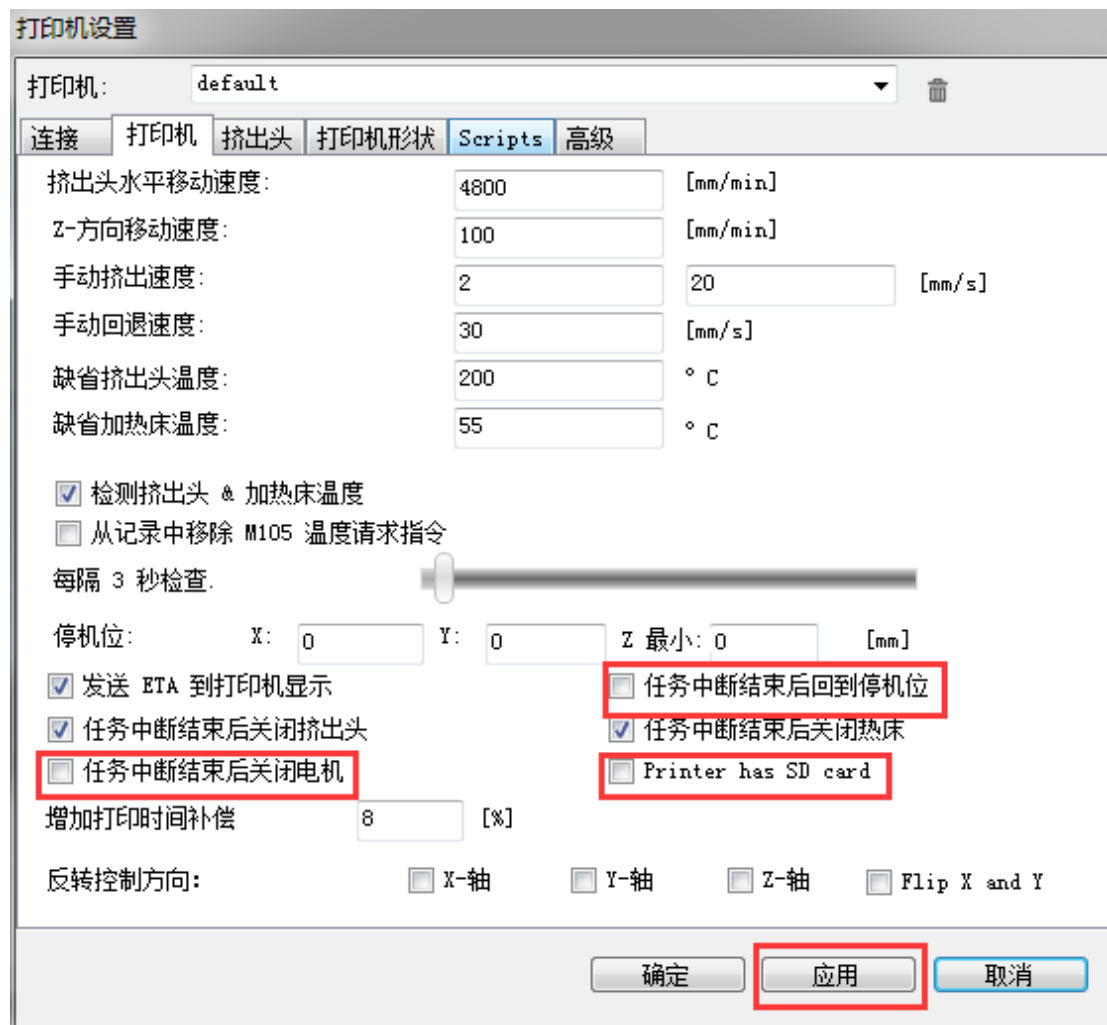 打印机设置
打印机: default
连接 打印机 挤出头 打印机形状 Scripts 高级
挤出头水平移动速度: 4800 [mm/min]
Z-方向移动速度: 100 [mm/min]
手动挤出速度: 2 20 [mm/s]
手动回退速度: 30 [mm/s]
缺省挤出头温度: 200 ° C
缺省加热床温度: 55 ° C
检测挤出头 & 加热床温度
从记录中移除 M105 温度请求指令
每隔 3 秒检查.
停机位: X: 0 Y: 0 Z 最小: 0 [mm]
发送 ETA 到打印机显示 任务中断结束后回到停机位
任务中断结束后关闭挤出头 任务中断结束后关闭热床
任务中断结束后关闭电机 Printer has SD card
增加打印时间补偿 8 [%]
反转控制方向: X-轴 Y-轴 Z-轴 Flip X and Y
确定 应用 取消